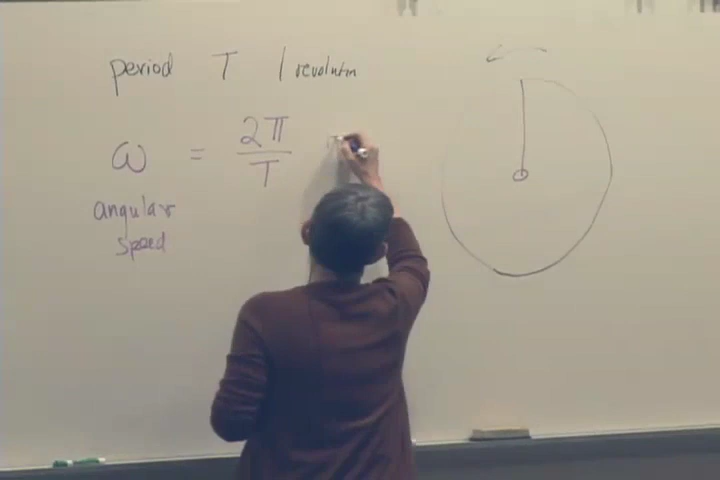 period T 1 revolutn
ω = 2π/T
angular
speed